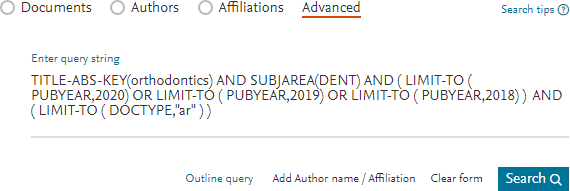 Documents Authors Affiliations Advanced Search tips ?
Enter query string
TITLE-ABS-KEY(orthodontics) AND SUBJAREA(DENT) AND ( LIMIT-TO (
PUBYEAR,2020) OR LIMIT-TO ( PUBYEAR,2019) OR LIMIT-TO ( PUBYEAR,2018) ) AND
( LIMIT-TO ( DOCTYPE,"ar" ) )
Outline query Add Author name / Affiliation Clear form Search